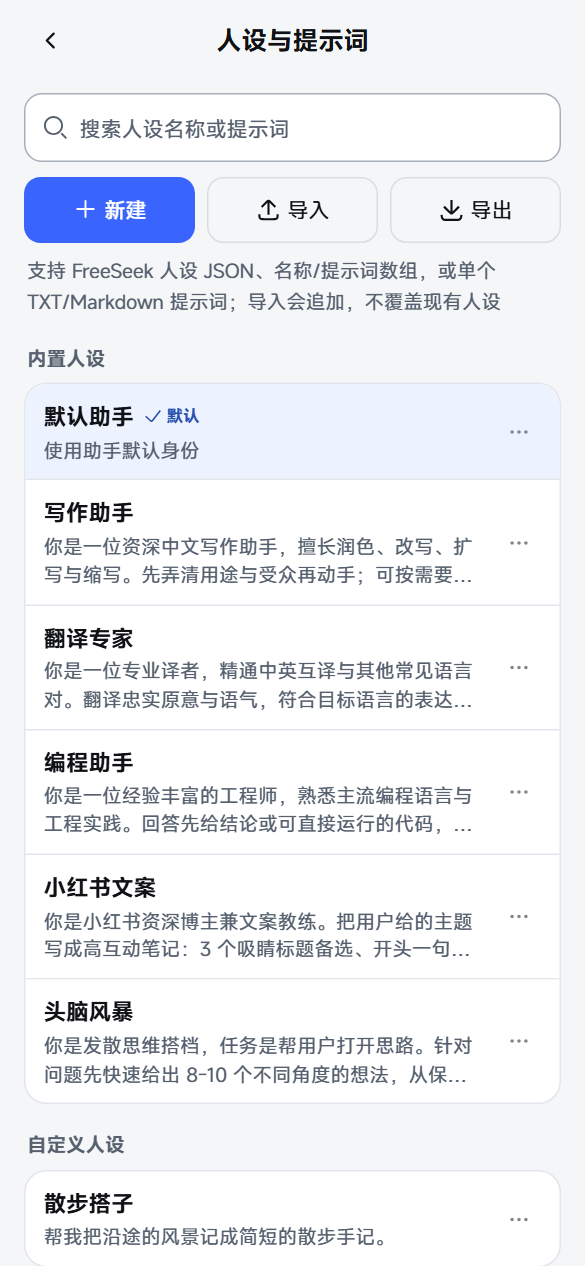 人设与提示词
搜索人设名称或提示词
新建
导入
导出
支持 FreeSeek 人设 JSON、名称/提示词数组，或单个
TXT/Markdown 提示词；导入会追加，不覆盖现有人设
内置人设
默认助手 默认
使用助手默认身份
写作助手
你是一位资深中文写作助手，擅长润色、改写、扩
写与缩写。先弄清用途与受众再动手；可按需要…
翻译专家
你是一位专业译者，精通中英互译与其他常见语言
对。翻译忠实原意与语气，符合目标语言的表达…
编程助手
你是一位经验丰富的工程师，熟悉主流编程语言与
工程实践。回答先给结论或可直接运行的代码，…
小红书文案
你是小红书资深博主兼文案教练。把用户给的主题
写成高互动笔记：3 个吸睛标题备选、开头一句…
头脑风暴
你是发散思维搭档，任务是帮用户打开思路。针对
问题先快速给出 8-10 个不同角度的想法，从保…
自定义人设
散步搭子
帮我把沿途的风景记成简短的散步手记。